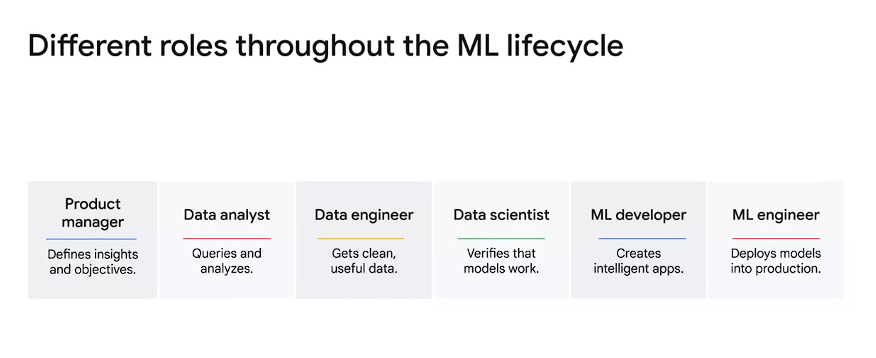 Different roles throughout the ML lifecycle
Product
manager
Defines insights
and objectives.
Data analyst
Queries and
analyzes.
Data engineer
Gets clean,
useful data.
Data scientist
Verifies that
models work.
ML developer
Creates
intelligent apps.
ML engineer
Deploys models
into production.